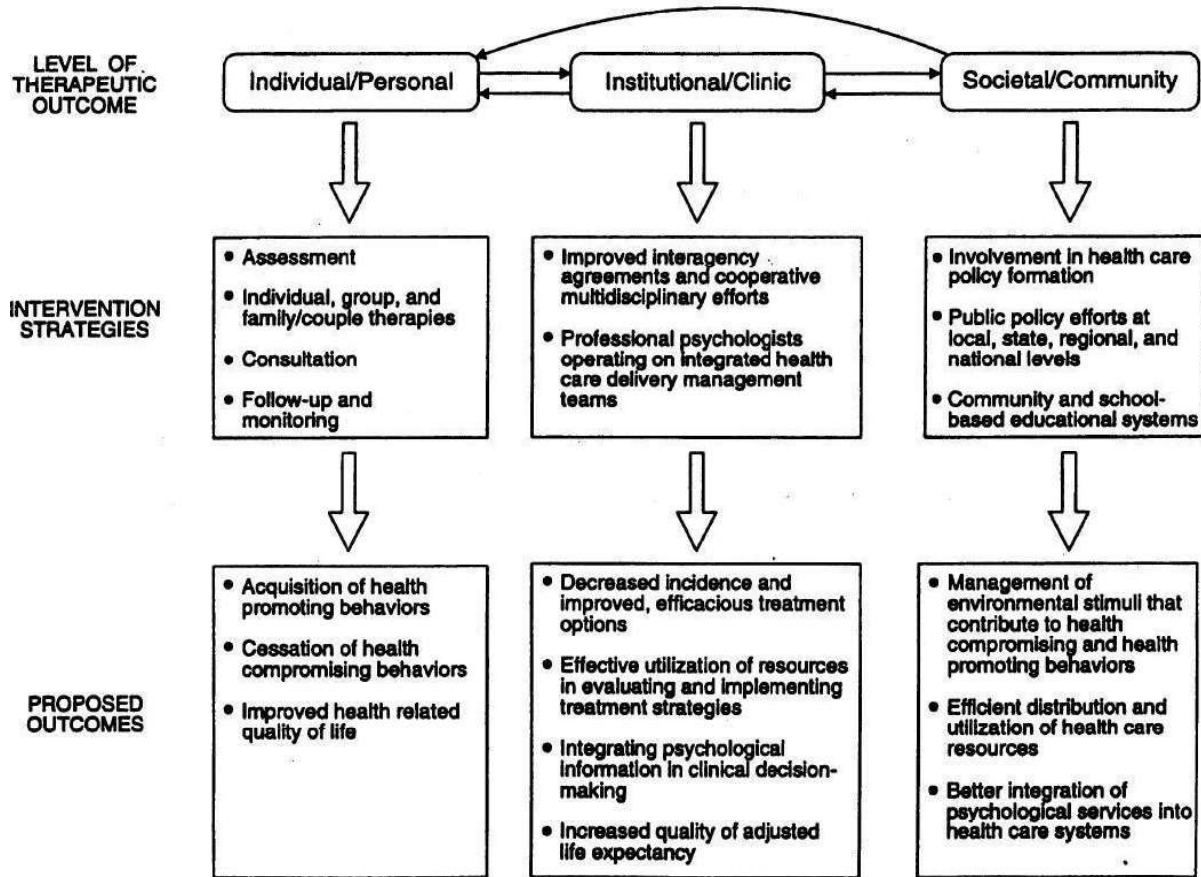 LEVEL OF
THERAPEUTIC
OUTCOME
Individual/Personal
Institutional/Clinic
Societal/Community
INTERVENTION
STRATEGIES
• Assessment
• Individual, group, and
family/couple therapies
• Consultation
• Follow-up and
monitoring
• Improved interagency
agreements and cooperative
multidisciplinary efforts
• Professional psychologists
operating on integrated health
care delivery management
teams
• Involvement in health care
policy formation
• Public policy efforts at
local, state, regional, and
national levels
• Community and school-
based educational systems
PROPOSED
OUTCOMES
• Acquisition of health
promoting behaviors
• Cessation of health
compromising behaviors
• Improved health related
quality of life
• Decreased incidence and
improved, efficacious treatment
options
• Effective utilization of resources
in evaluating and implementing
treatment strategies
• Integrating psychological
information in clinical decision-
making
• Increased quality of adjusted
life expectancy
• Management of
environmental stimuli that
contribute to health
compromising and health
promoting behaviors
• Efficient distribution and
utilization of health care
resources
• Better integration of
psychological services into
health care systems